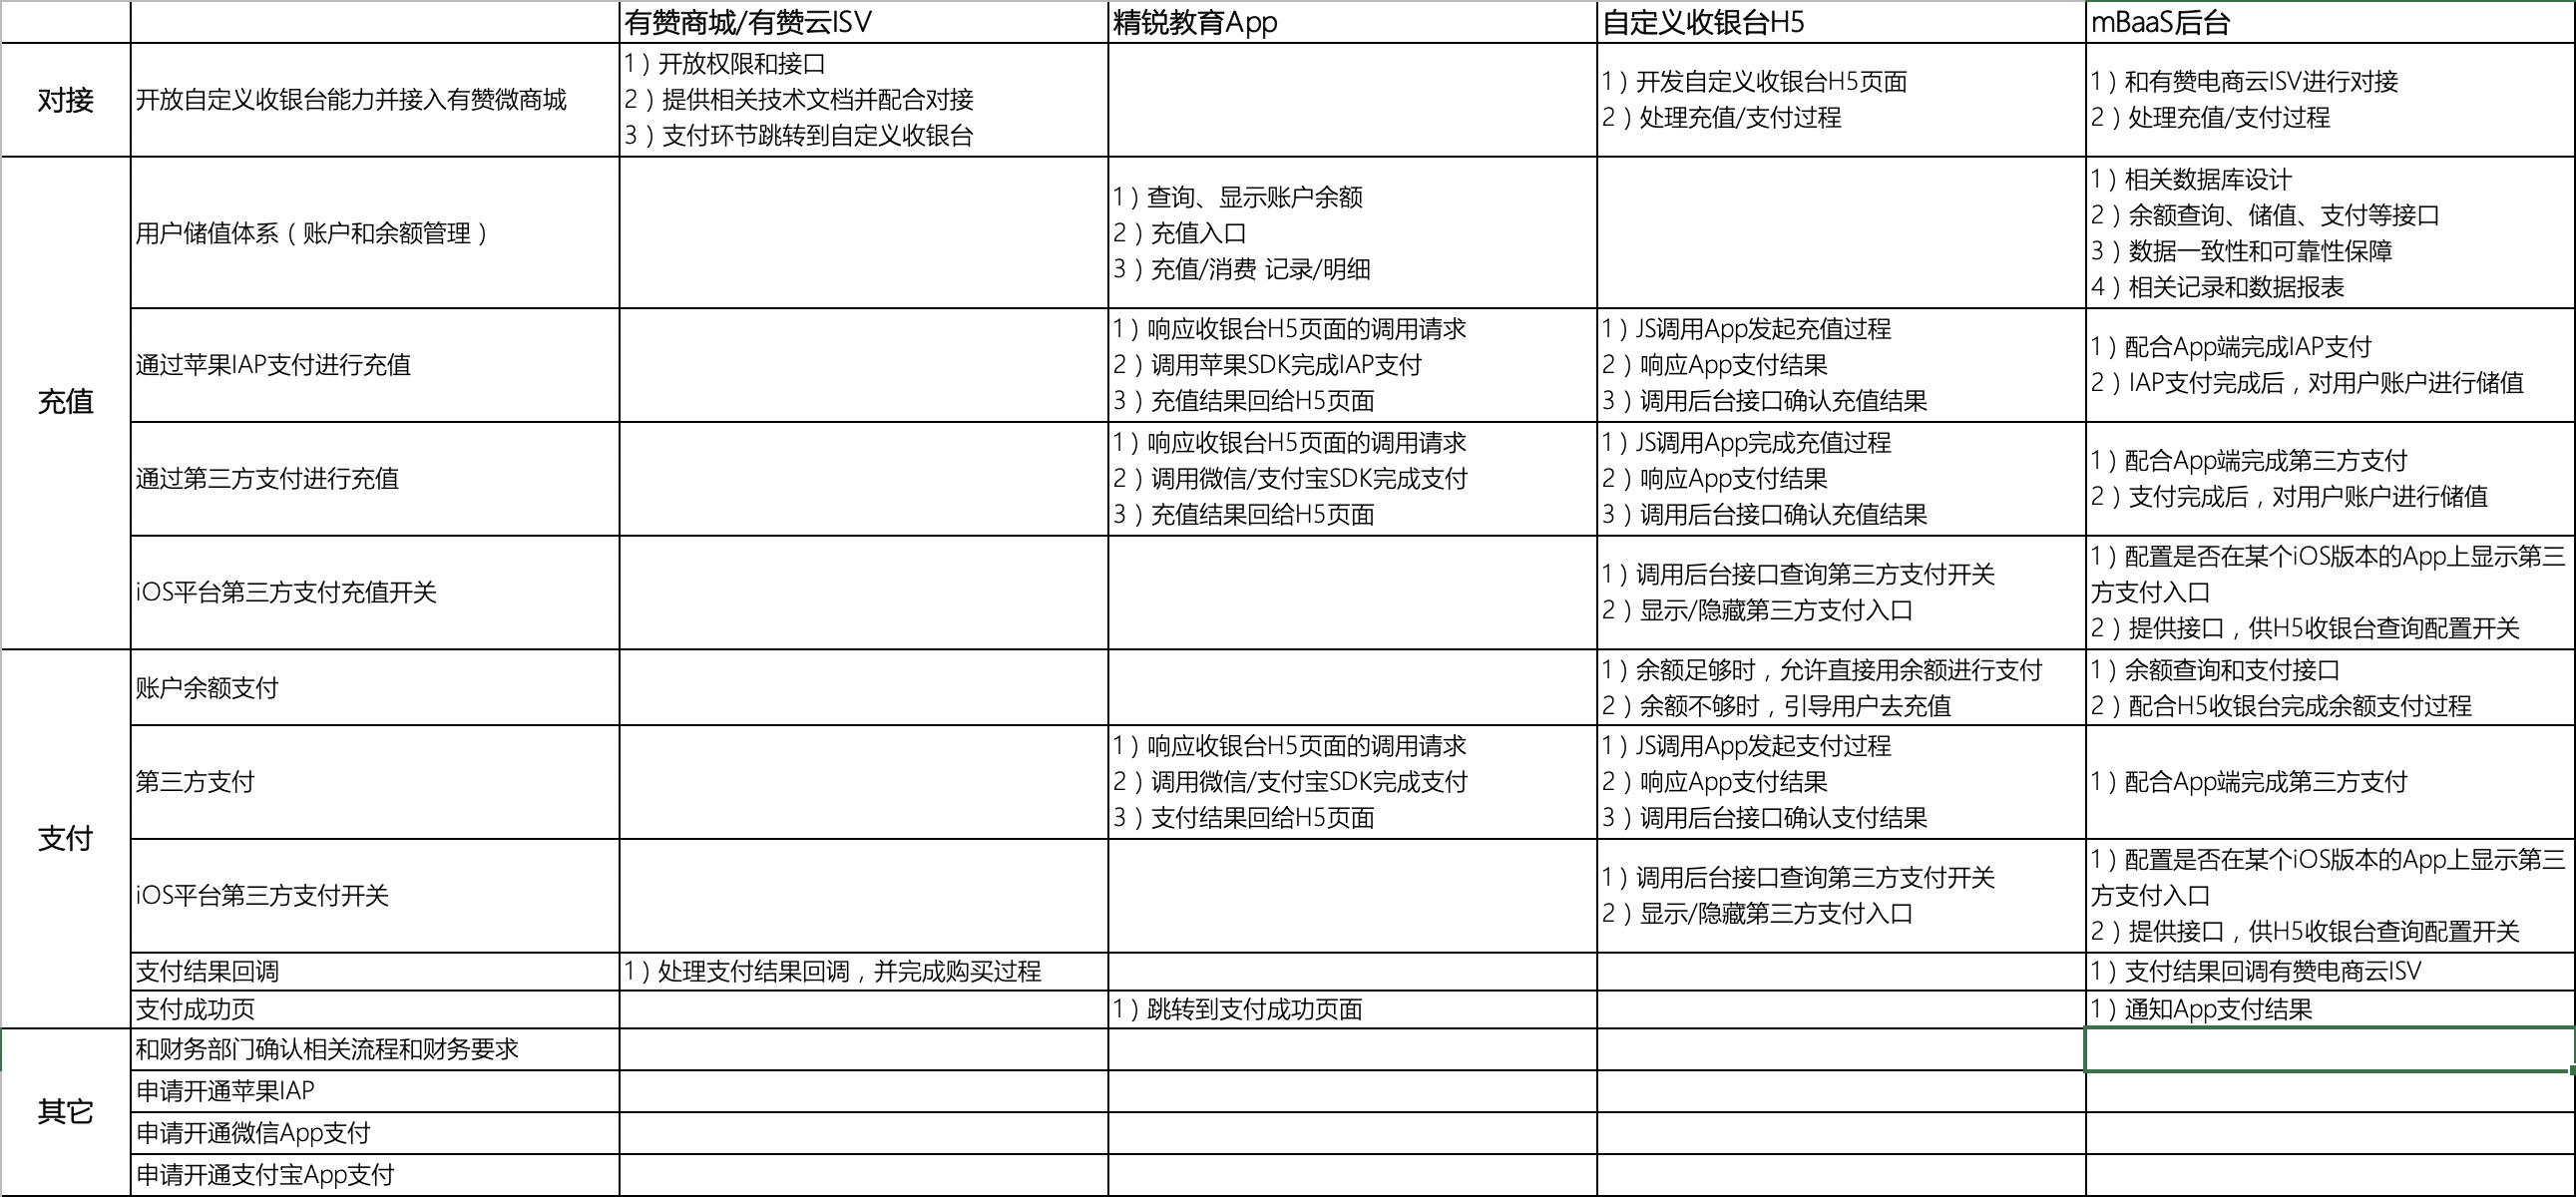 有赞商城/有赞云ISV
精锐教育App
自定义收银台H5
mBaaS后台
对接
开放自定义收银台能力并接入有赞微商城
1）开放权限和接口
2）提供相关技术文档并配合对接
3）支付环节跳转到自定义收银台
1）开发自定义收银台H5页面
2）处理充值/支付过程
1）和有赞电商云ISV进行对接
2）处理充值/支付过程
充值
用户储值体系（账户和余额管理）
1）查询、显示账户余额
2）充值入口
3）充值/消费 记录/明细
1）相关数据库设计
2）余额查询、储值、支付等接口
3）数据一致性和可靠性保障
4）相关记录和数据报表
通过苹果IAP支付进行充值
1）响应收银台H5页面的调用请求
2）调用苹果SDK完成IAP支付
3）充值结果回给H5页面
1）JS调用App发起充值过程
2）响应App支付结果
3）调用后台接口确认充值结果
1）配合App端完成IAP支付
2）IAP支付完成后，对用户账户进行储值
通过第三方支付进行充值
1）响应收银台H5页面的调用请求
2）调用微信/支付宝SDK完成支付
3）充值结果回给H5页面
1）JS调用App完成充值过程
2）响应App支付结果
3）调用后台接口确认充值结果
1）配合App端完成第三方支付
2）支付完成后，对用户账户进行储值
iOS平台第三方支付充值开关
1）调用后台接口查询第三方支付开关
2）显示/隐藏第三方支付入口
1）配置是否在某个iOS版本的App上显示第三
方支付入口
2）提供接口，供H5收银台查询配置开关
支付
账户余额支付
1）余额足够时，允许直接用余额进行支付
2）余额不够时，引导用户去充值
1）余额查询和支付接口
2）配合H5收银台完成余额支付过程
第三方支付
1）响应收银台H5页面的调用请求
2）调用微信/支付宝SDK完成支付
3）支付结果回给H5页面
1）JS调用App发起支付过程
2）响应App支付结果
3）调用后台接口确认支付结果
1）配合App端完成第三方支付
iOS平台第三方支付开关
1）调用后台接口查询第三方支付开关
2）显示/隐藏第三方支付入口
1）配置是否在某个iOS版本的App上显示第三
方支付入口
2）提供接口，供H5收银台查询配置开关
支付结果回调
1）处理支付结果回调，并完成购买过程
1）支付结果回调有赞电商云ISV
支付成功页
1）跳转到支付成功页面
1）通知App支付结果
其它
和财务部门确认相关流程和财务要求
申请开通苹果IAP
申请开通微信App支付
申请开通支付宝App支付